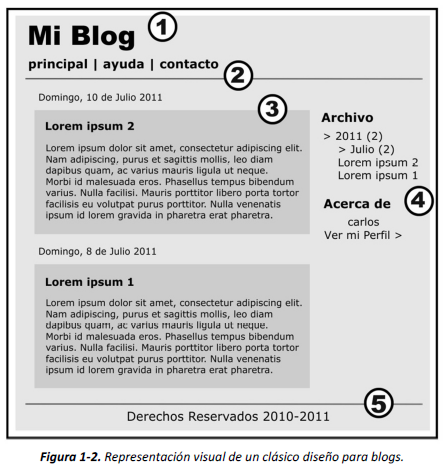 Mi Blog
1
principal | ayuda | contacto
2
Domingo, 10 de Julio 2011
3
Lorem ipsum 2
Lorem ipsum dolor sit amet, consectetur adipiscing elit.
Nam adipiscing, purus et sagittis mollis, leo diam
dapibus quam, ac varius mauris ligula ut neque.
Morbi id malesuada eros. Phasellus tempus bibendum
varius. Nulla facilisi. Mauris porttitor libero porta tortor
facilisis eu volutpat purus porttitor. Nulla venenatis
ipsum id lorem gravida in pharetra erat pharetra.
Domingo, 8 de Julio 2011
Lorem ipsum 1
Lorem ipsum dolor sit amet, consectetur adipiscing elit.
Nam adipiscing, purus et sagittis mollis, leo diam
dapibus quam, ac varius mauris ligula ut neque.
Morbi id malesuada eros. Phasellus tempus bibendum
varius. Nulla facilisi. Mauris porttitor libero porta tortor
facilisis eu volutpat purus porttitor. Nulla venenatis
ipsum id lorem gravida in pharetra erat pharetra.
Archivo
> 2011 (2)
> Julio (2)
Lorem ipsum 2
Lorem ipsum 1
Acerca de
4
carlos
Ver mi Perfil >
5
Derechos Reservados 2010-2011
Figura 1-2. Representación visual de un clásico diseño para blogs.